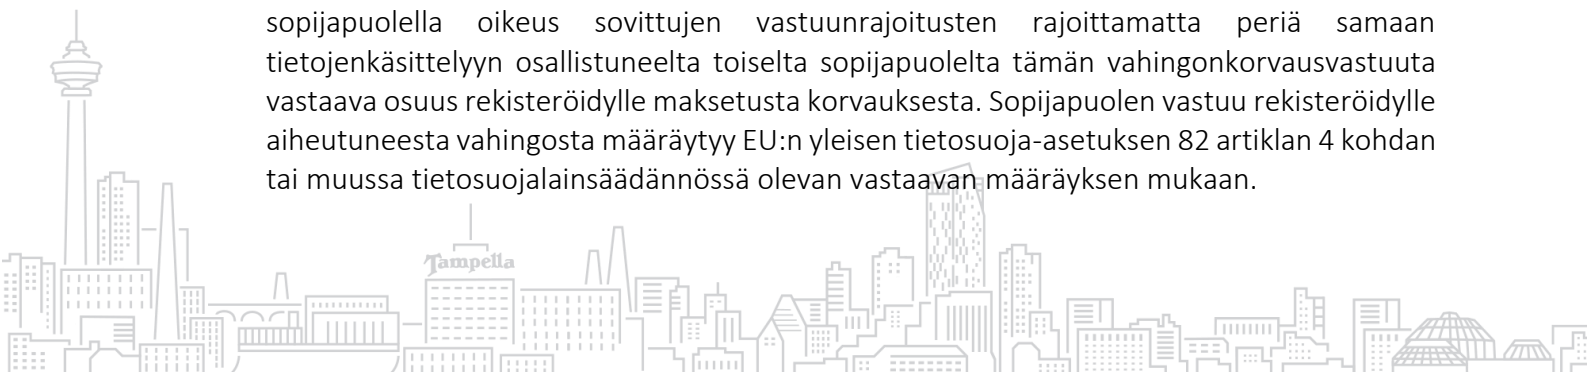 sopijapuolella oikeus sovittujen vastuunrajoitusten rajoittamatta periä samaan
tietojenkäsittelyyn osallistuneelta toiselta sopijapuolelta tämän vahingonkorvausvastuuta
vastaava osuus rekisteröidylle maksetusta korvauksesta. Sopijapuolen vastuu rekisteröidylle
aiheutuneesta vahingosta määräytyy EU:n yleisen tietosuoja-asetuksen 82 artiklan 4 kohdan
tai muussa tietosuojalainsäädännössä olevan vastaavan määräyksen mukaan.
Tampella